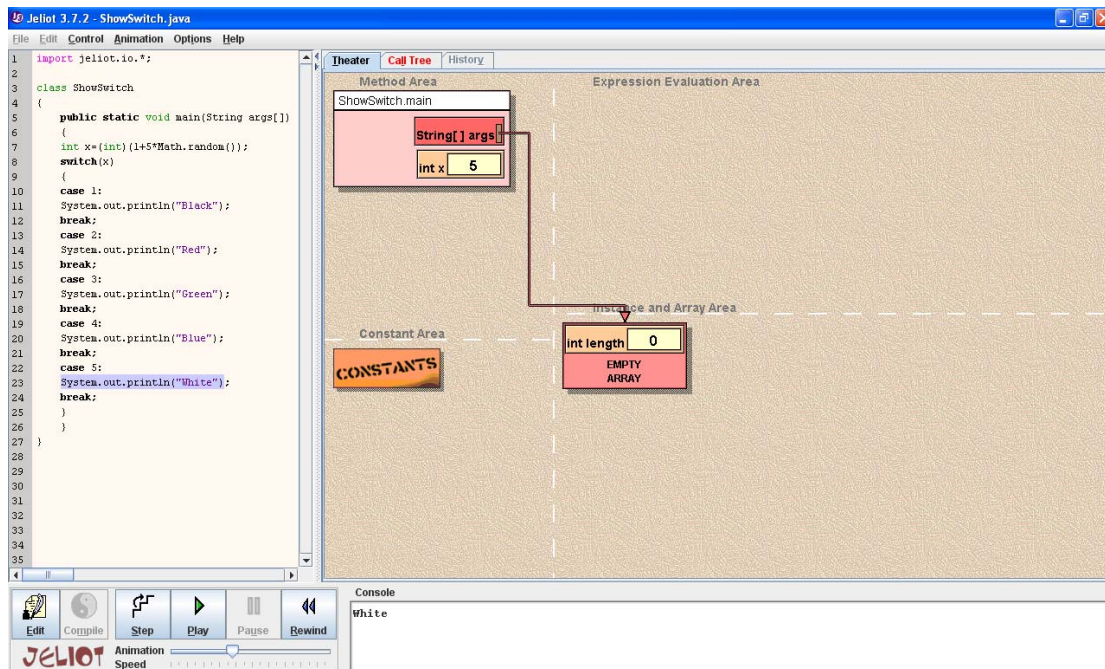 Jeliot 3.7.2 - ShowSwitch.java
File Edit Control Animation Options Help
1 import jeliot.io.*;
2
3 class ShowSwitch
4 {
5 public static void main(String args[])
6 {
7 int x=(int)(1+5*Math.random());
8 switch(x)
9 {
10 case 1:
11 System.out.println("Black");
12 break;
13 case 2:
14 System.out.println("Red");
15 break;
16 case 3:
17 System.out.println("Green");
18 break;
19 case 4:
20 System.out.println("Blue");
21 break;
22 case 5:
23 System.out.println("White");
24 break;
25 }
26 }
27 }
28
29
30
31
32
33
34
35
Theater Call Tree History
Method Area
Expression Evaluation Area
ShowSwitch.main
String[ ] args
int x 5
Constant Area
CONSTANTS
Instance and Array Area
int length 0
EMPTY
ARRAY
Edit Compile Step Play Pause Rewind
JELIOT
Animation
Speed
Console
White